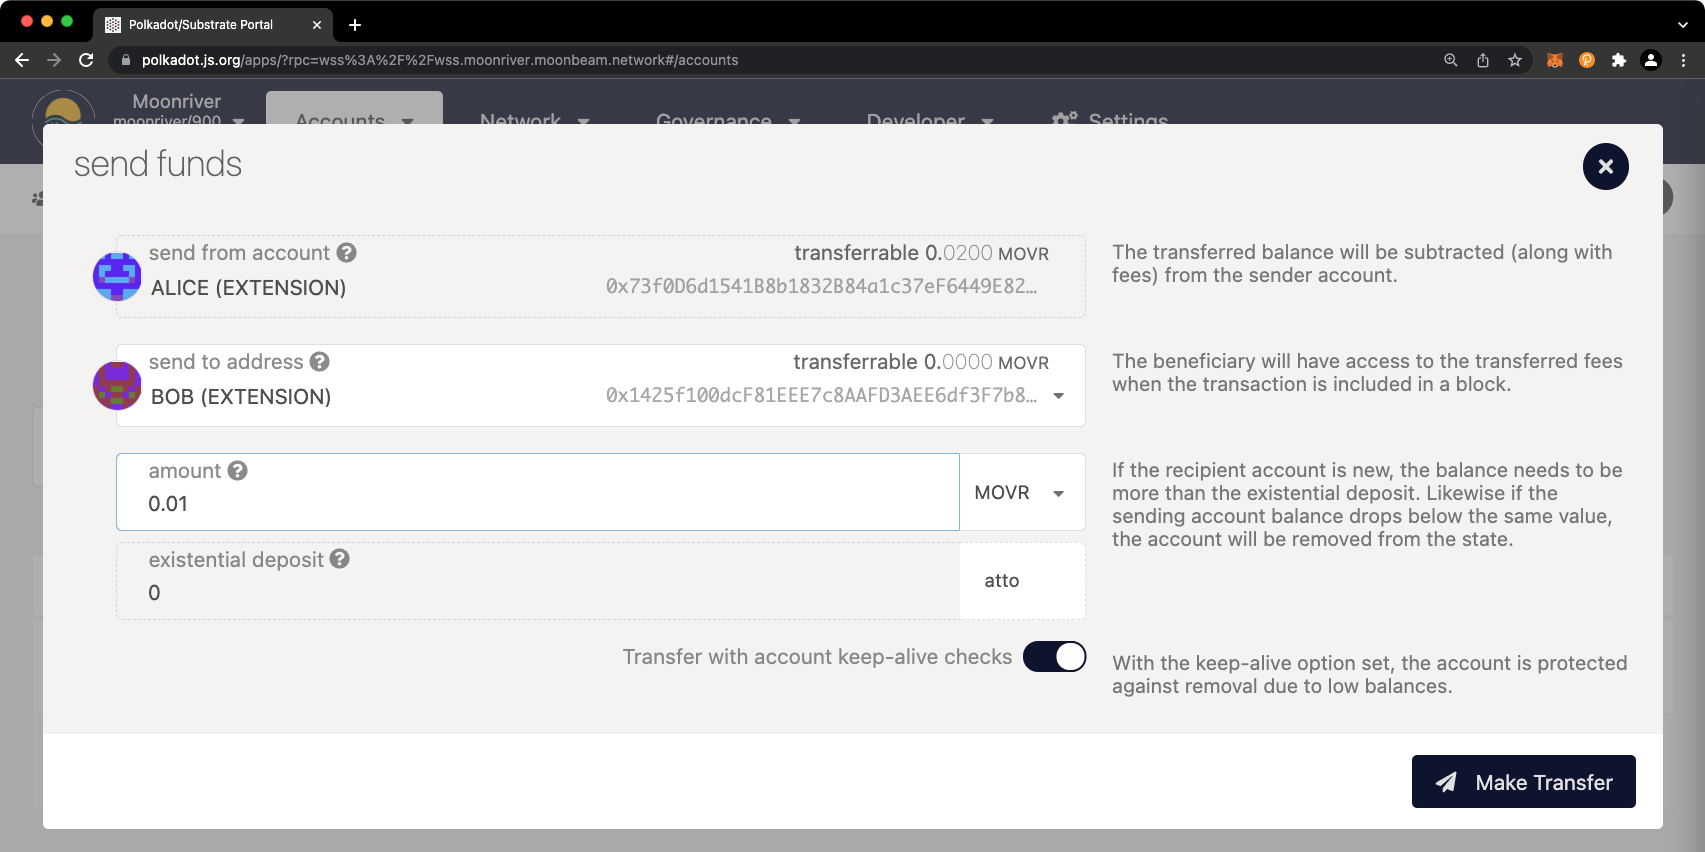 Polkadot/Substrate Portal
polkadot.js.org/apps/?rpc=wss%3A%2F%2Fwss.moonriver.moonbeam.network#/accounts
Moonriver
moonriver/900
Accounts
Network
Governance
Developer
Settings
send funds
send from account
transferrable 0.0200 MOVR
ALICE (EXTENSION)
0x73f0D6d1541B8b1832B84a1c37eF6449E82...
The transferred balance will be subtracted (along with
fees) from the sender account.
send to address
transferrable 0.0000 MOVR
BOB (EXTENSION)
0x1425f100dcF81EEE7c8AAFD3AEE6df3F7b8...
The beneficiary will have access to the transferred fees
when the transaction is included in a block.
amount
0.01
MOVR
If the recipient account is new, the balance needs to be
more than the existential deposit. Likewise if the
sending account balance drops below the same value,
the account will be removed from the state.
existential deposit
0
atto
Transfer with account keep-alive checks
With the keep-alive option set, the account is protected
against removal due to low balances.
Make Transfer